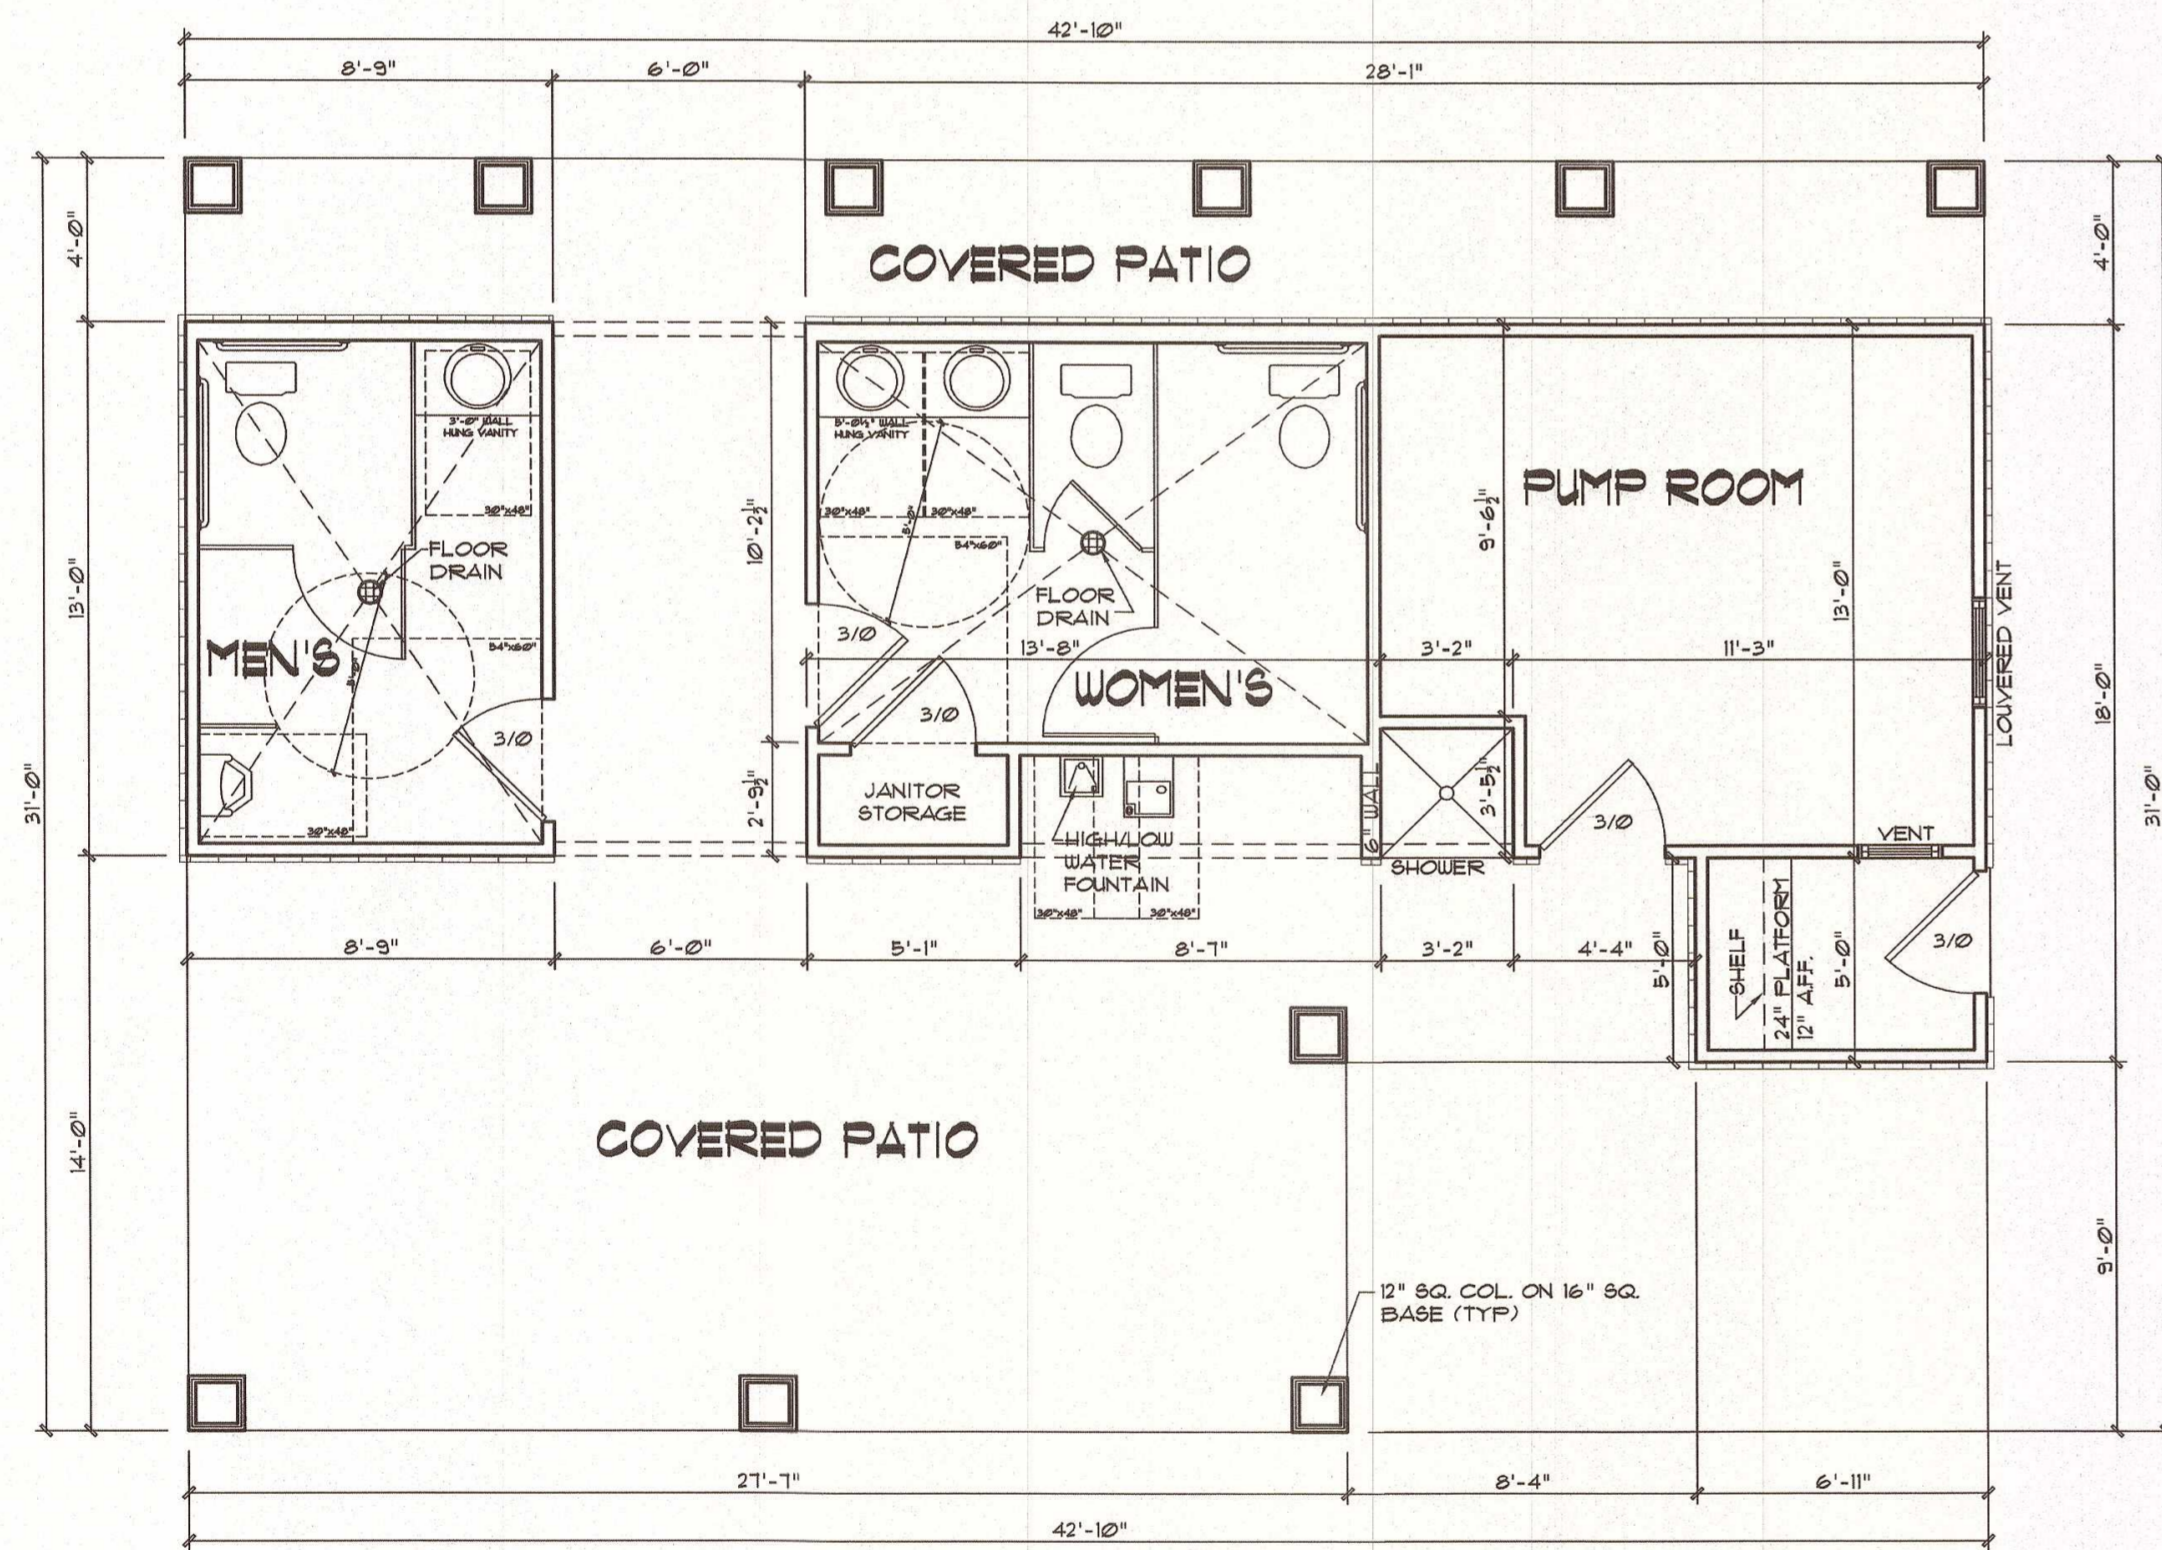 42'-10"
8'-9"
6'-0"
28'-1"
4'-0"
4'-0"
COVERED PATIO
3'-0" WALL
HUNG VANITY
5'-0½" WALL
HUNG VANITY
30"x48"
30"x48"
30"x48"
5'-0"
54"x60"
PUMP ROOM
10'-2½"
9'-6½"
FLOOR
DRAIN
FLOOR
DRAIN
13'-0"
13'-0"
LOUVERED VENT
MEN'S
54"x60"
5'-0"
3/0
13'-8"
3'-2"
11'-3"
WOMEN'S
18'-0"
3/0
3/0
31'-0"
31'-0"
2'-9½"
JANITOR
STORAGE
6" WALL
3'-5½"
3/0
VENT
30"x48"
HIGH/LOW
WATER
FOUNTAIN
SHOWER
30"x48"
30"x48"
8'-9"
6'-0"
5'-1"
8'-7"
3'-2"
4'-4"
5'-0"
SHELF
24" PLATFORM
12" A.F.F.
5'-0"
3/0
14'-0"
COVERED PATIO
9'-0"
12" SQ. COL. ON 16" SQ.
BASE (TYP)
27'-7"
8'-4"
6'-11"
42'-10"